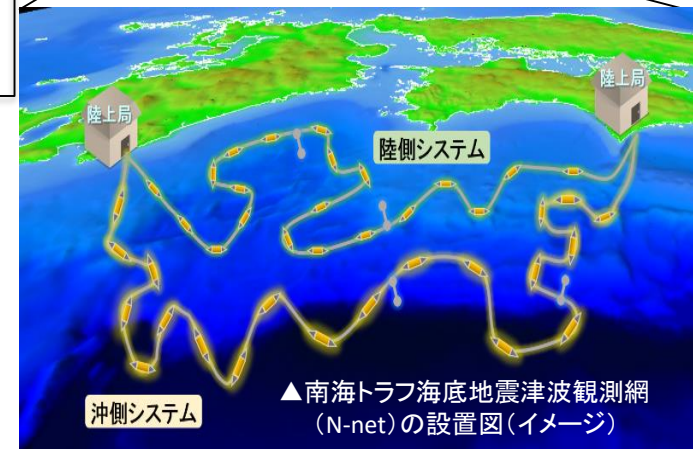 陸上局
陸上局
陸側システム
沖側システム
▲南海トラフ海底地震津波観測網
（N-net）の設置図（イメージ）